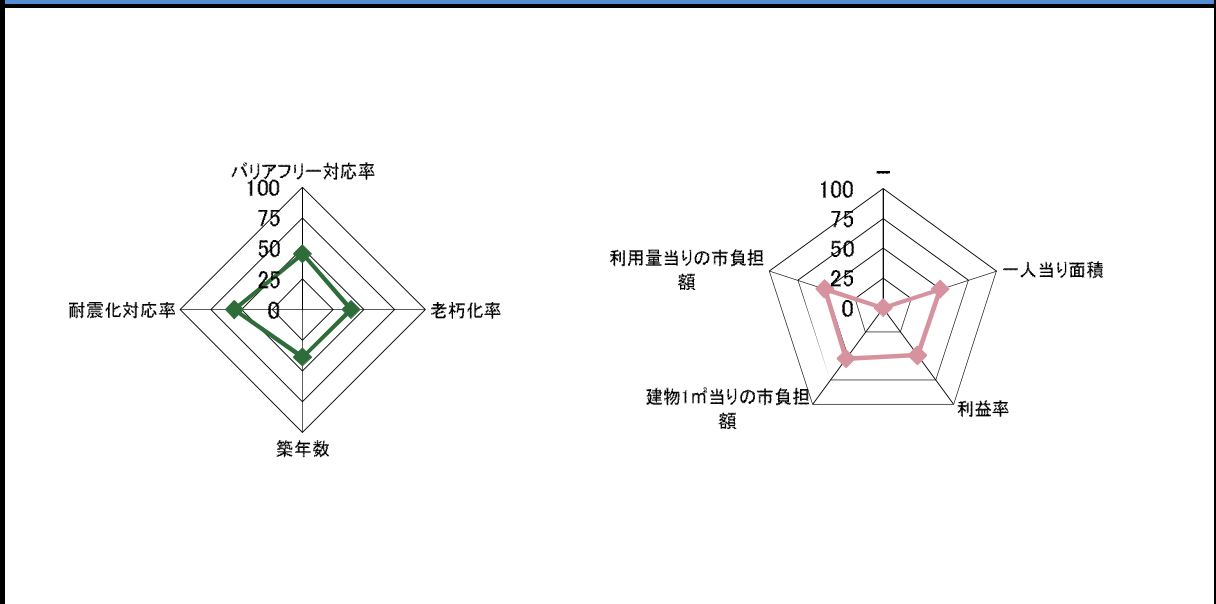 バリアフリー対応率
100
75
50
25
0
耐震化対応率
老朽化率
築年数
ー
100
75
50
25
0
利用量当りの市負担
額
一人当り面積
建物1㎡当りの市負担
額
利益率